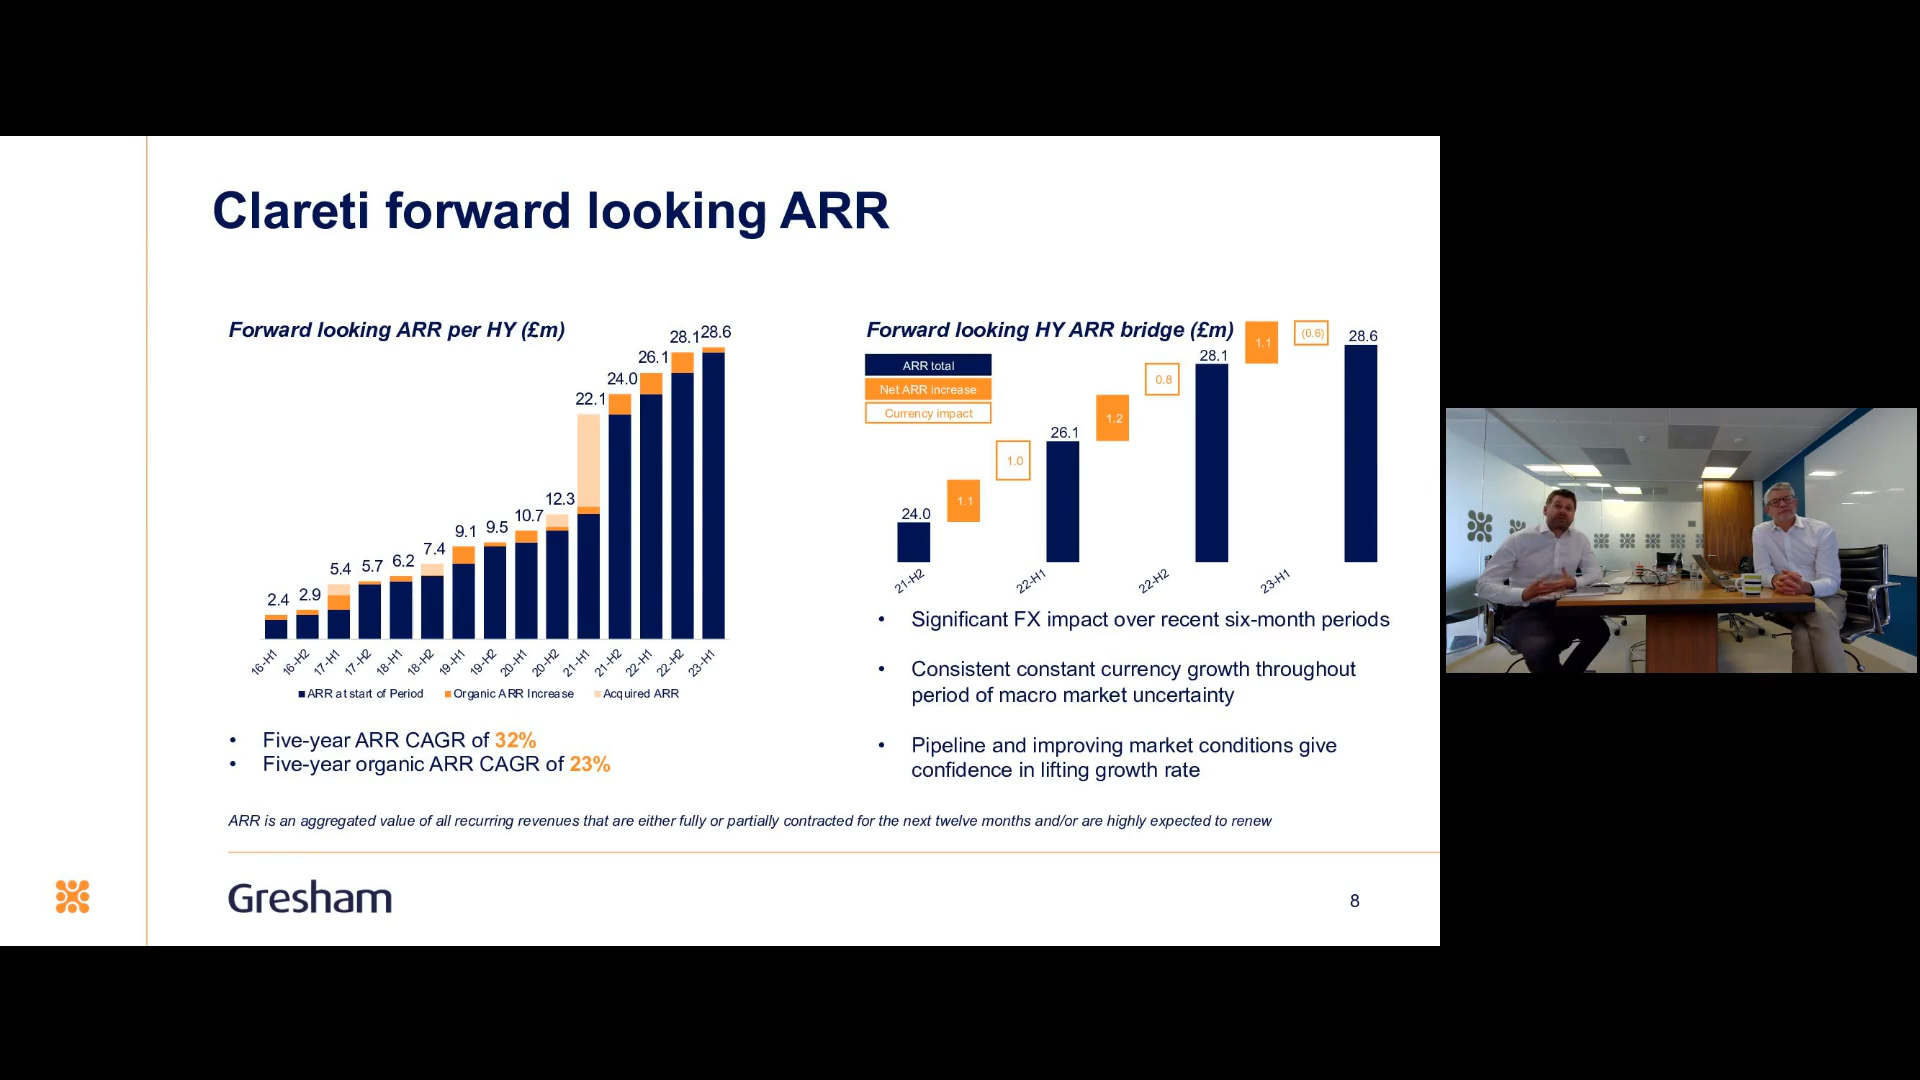 Clareti forward looking ARR
Forward looking ARR per HY (£m)
2.4
2.9
5.4
5.7
6.2
7.4
9.1
9.5
10.7
12.3
22.1
24.0
26.1
28.1
28.6
16-H1
16-H2
17-H1
17-H2
18-H1
18-H2
19-H1
19-H2
20-H1
20-H2
21-H1
21-H2
22-H1
22-H2
23-H1
ARR at start of Period
Organic ARR Increase
Acquired ARR
• Five-year ARR CAGR of 32%
• Five-year organic ARR CAGR of 23%
Forward looking HY ARR bridge (£m)
ARR total
Net ARR increase
Currency impact
24.0
1.1
1.0
26.1
1.2
0.8
28.1
1.1
(0.6)
28.6
21-H2
22-H1
22-H2
23-H1
• Significant FX impact over recent six-month periods
• Consistent constant currency growth throughout
period of macro market uncertainty
• Pipeline and improving market conditions give
confidence in lifting growth rate
ARR is an aggregated value of all recurring revenues that are either fully or partially contracted for the next twelve months and/or are highly expected to renew
Gresham
8